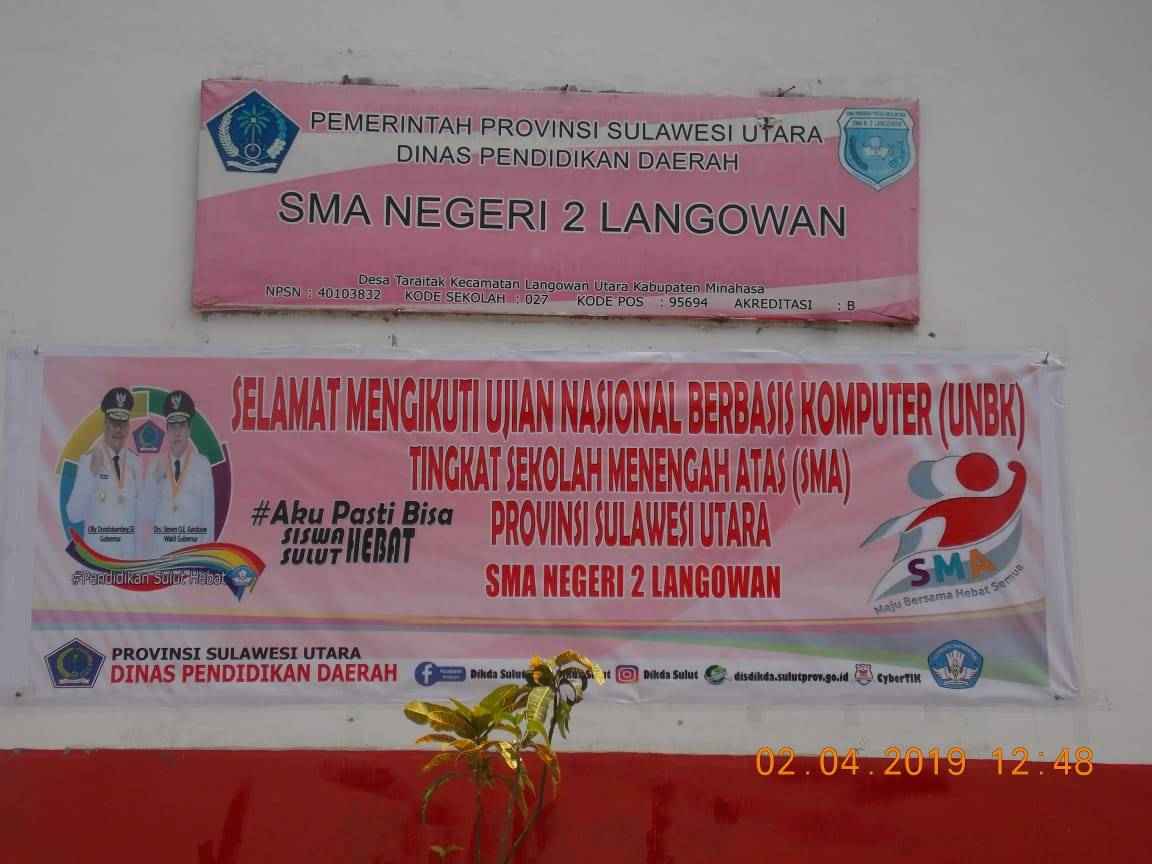 PEMERINTAH PROVINSI SULAWESI UTARA
DINAS PENDIDIKAN DAERAH
SMA NEGERI 2 LANGOWAN
Desa Taraitak Kecamatan Langowan Utara Kabupaten Minahasa
NPSN : 40103832 KODE SEKOLAH : 027 KODE POS : 95694 AKREDITASI : B
SELAMAT MENGIKUTI UJIAN NASIONAL BERBASIS KOMPUTER (UNBK)
TINGKAT SEKOLAH MENENGAH ATAS (SMA)
PROVINSI SULAWESI UTARA
SMA NEGERI 2 LANGOWAN
#Aku Pasti Bisa
SISWA
SULUT HEBAT
Gubernur
Wakil Gubernur
#Pendidikan Sulut Hebat
SMA
Maju Bersama Hebat Semua
PROVINSI SULAWESI UTARA
DINAS PENDIDIKAN DAERAH
Dikda Sulut Dikda Sulut disdikda.sulutprov.go.id CyberTIK
02.04.2019 12:48